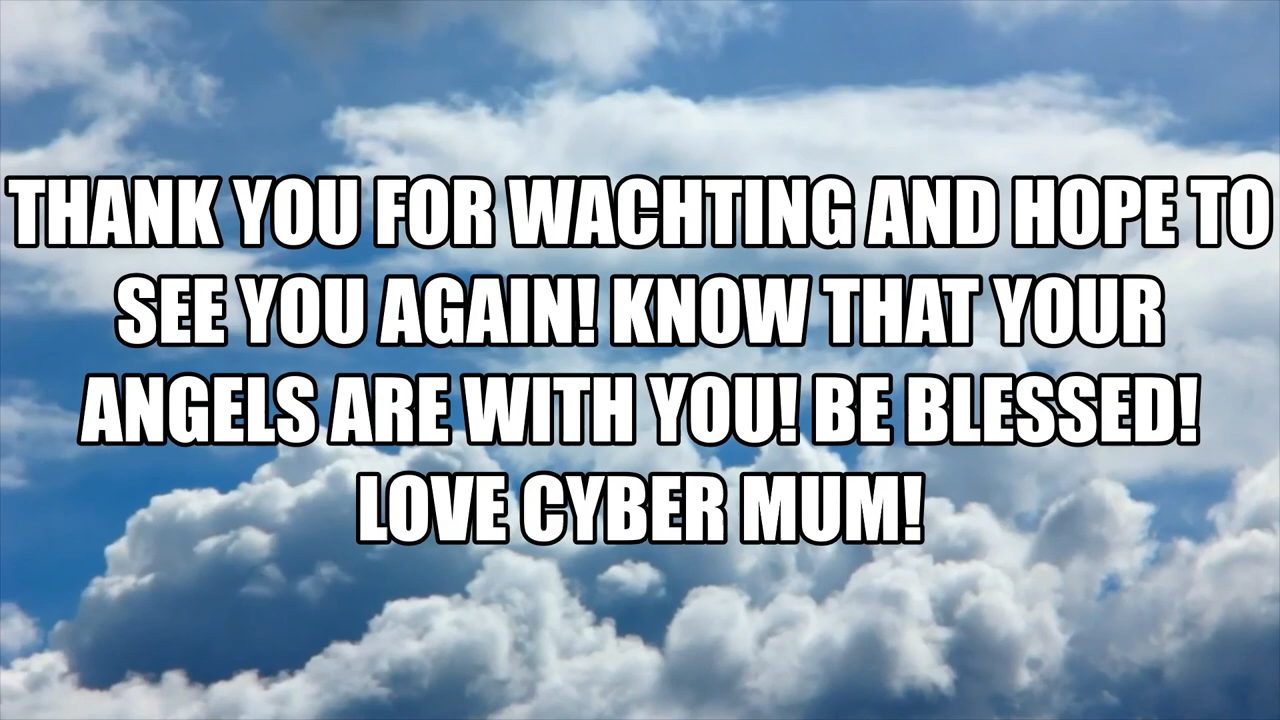 THANK YOU FOR WACHTING AND HOPE TO
SEE YOU AGAIN! KNOW THAT YOUR
ANGELS ARE WITH YOU! BE BLESSED!
LOVE CYBER MUM!